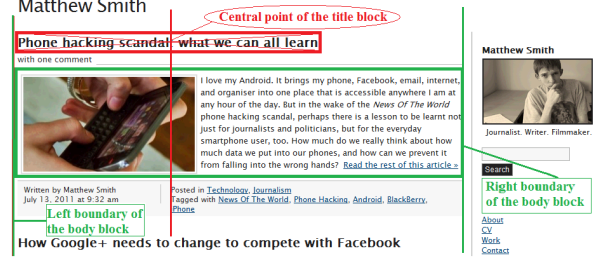 Matthew Smith
Central point of the title block
Phone hacking scandal: what we can all learn
with one comment
I love my Android. It brings my phone, Facebook, email, internet,
and organiser into one place that is accessible anywhere I am at
any hour of the day. But in the wake of the News Of The World
phone hacking scandal, perhaps there is a lesson to be learnt not
just for journalists and politicians, but for the everyday
smartphone user, too. How much do we really think about how
much data we put into our phones, and how can we prevent it
from falling into the wrong hands? Read the rest of this article »
Written by Matthew Smith
July 13, 2011 at 9:32 am
Posted in Technology, Journalism
Tagged with News Of The World, Phone Hacking, Android, BlackBerry,
iPhone
Left boundary of
the body block
How Google+ needs to change to compete with Facebook
Matthew Smith
Journalist. Writer. Filmmaker.
Search
Right boundary
of the body block
About
CV
Work
Contact